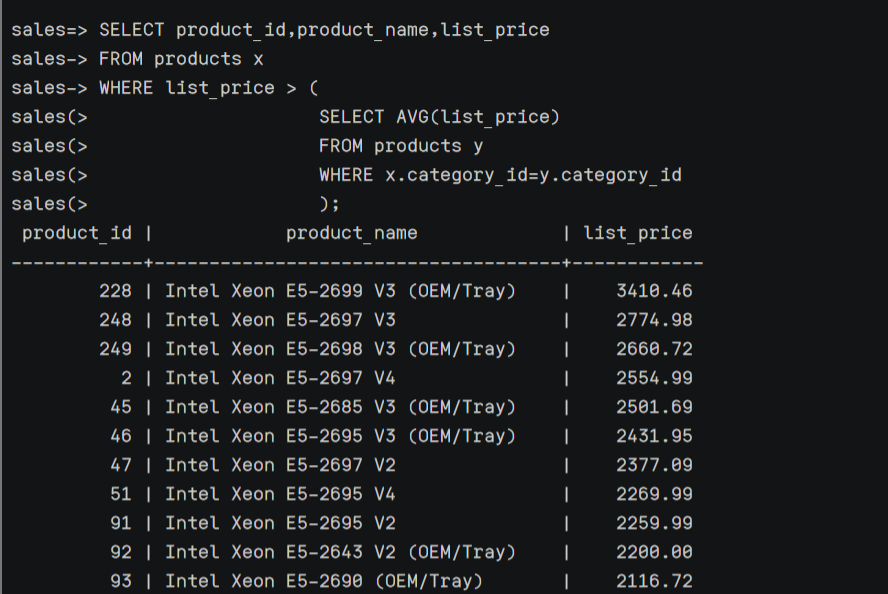 sales=> SELECT product_id,product_name,list_price
sales-> FROM products x
sales-> WHERE list_price > (
sales(>                     SELECT AVG(list_price)
sales(>                     FROM products y
sales(>                     WHERE x.category_id=y.category_id
sales(>                     );
 product_id |            product_name             | list_price
------------+-------------------------------------+------------
        228 | Intel Xeon E5-2699 V3 (OEM/Tray)    |    3410.46
        248 | Intel Xeon E5-2697 V3               |    2774.98
        249 | Intel Xeon E5-2698 V3 (OEM/Tray)    |    2660.72
          2 | Intel Xeon E5-2697 V4               |    2554.99
         45 | Intel Xeon E5-2685 V3 (OEM/Tray)    |    2501.69
         46 | Intel Xeon E5-2695 V3 (OEM/Tray)    |    2431.95
         47 | Intel Xeon E5-2697 V2               |    2377.09
         51 | Intel Xeon E5-2695 V4               |    2269.99
         91 | Intel Xeon E5-2695 V2               |    2259.99
         92 | Intel Xeon E5-2643 V2 (OEM/Tray)    |    2200.00
         93 | Intel Xeon E5-2690 (OEM/Tray)       |    2116.72